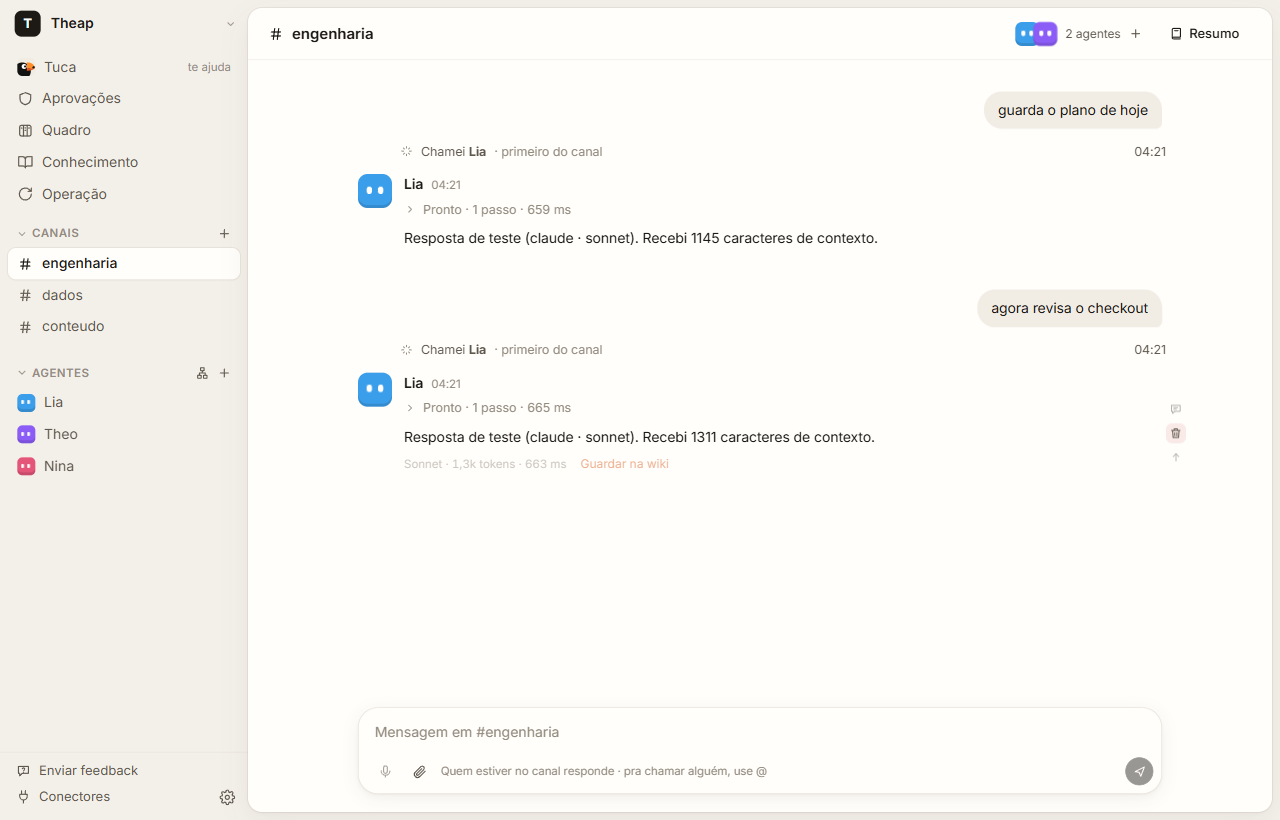 T Theap
Tuca te ajuda
Aprovações
Quadro
Conhecimento
Operação
CANAIS
# engenharia
# dados
# conteudo
AGENTES
Lia
Theo
Nina
Enviar feedback
Conectores
# engenharia
2 agentes + Resumo
guarda o plano de hoje
Chamei Lia · primeiro do canal 04:21
Lia 04:21
Pronto · 1 passo · 659 ms
Resposta de teste (claude · sonnet). Recebi 1145 caracteres de contexto.
agora revisa o checkout
Chamei Lia · primeiro do canal 04:21
Lia 04:21
Pronto · 1 passo · 665 ms
Resposta de teste (claude · sonnet). Recebi 1311 caracteres de contexto.
Sonnet · 1,3k tokens · 663 ms Guardar na wiki
Mensagem em #engenharia
Quem estiver no canal responde · pra chamar alguém, use @